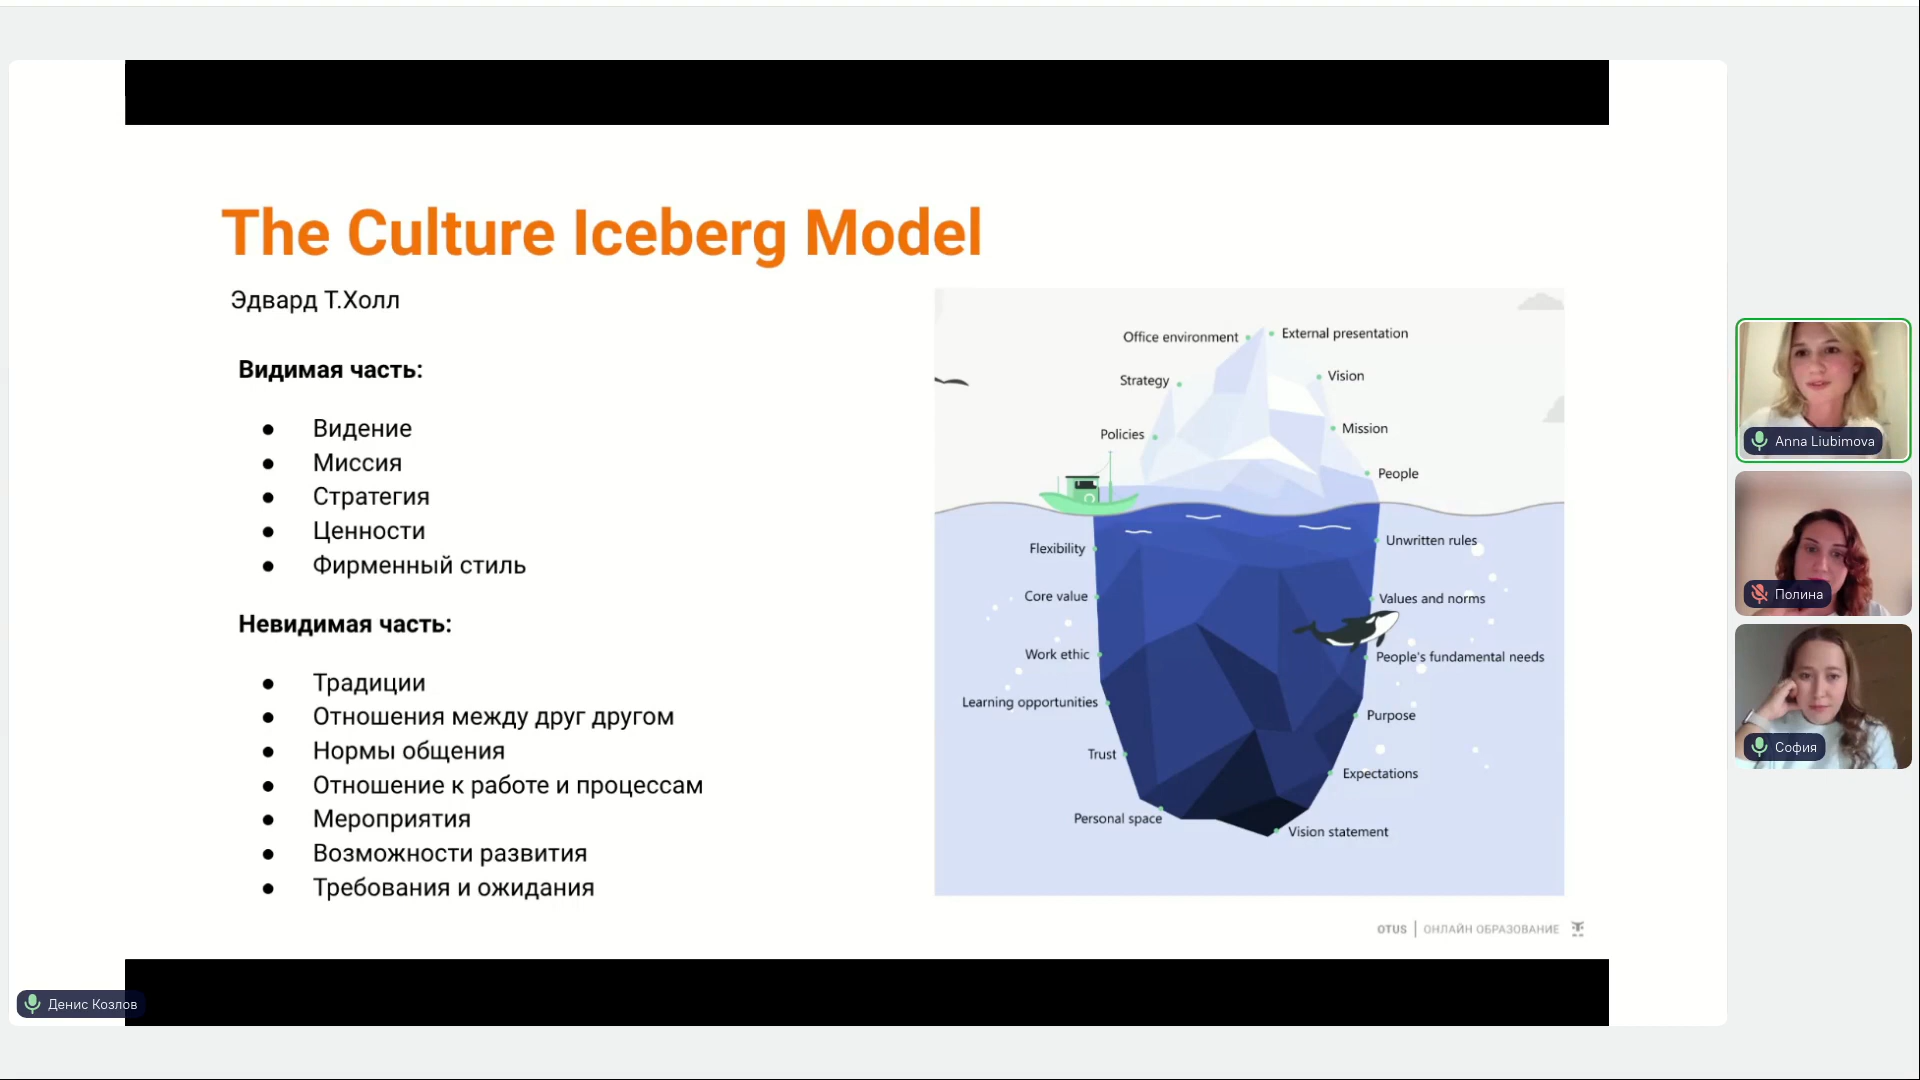 The Culture Iceberg Model
Эдвард Т.Холл
Видимая часть:
● Видение
● Миссия
● Стратегия
● Ценности
● Фирменный стиль
Невидимая часть:
● Традиции
● Отношения между друг другом
● Нормы общения
● Отношение к работе и процессам
● Мероприятия
● Возможности развития
● Требования и ожидания
Office environment
External presentation
Strategy
Vision
Policies
Mission
People
Flexibility
Unwritten rules
Core value
Values and norms
Work ethic
People's fundamental needs
Learning opportunities
Purpose
Trust
Expectations
Personal space
Vision statement
OTUS | ОНЛАЙН ОБРАЗОВАНИЕ
Денис Козлов
Anna Liubimova
Полина
София